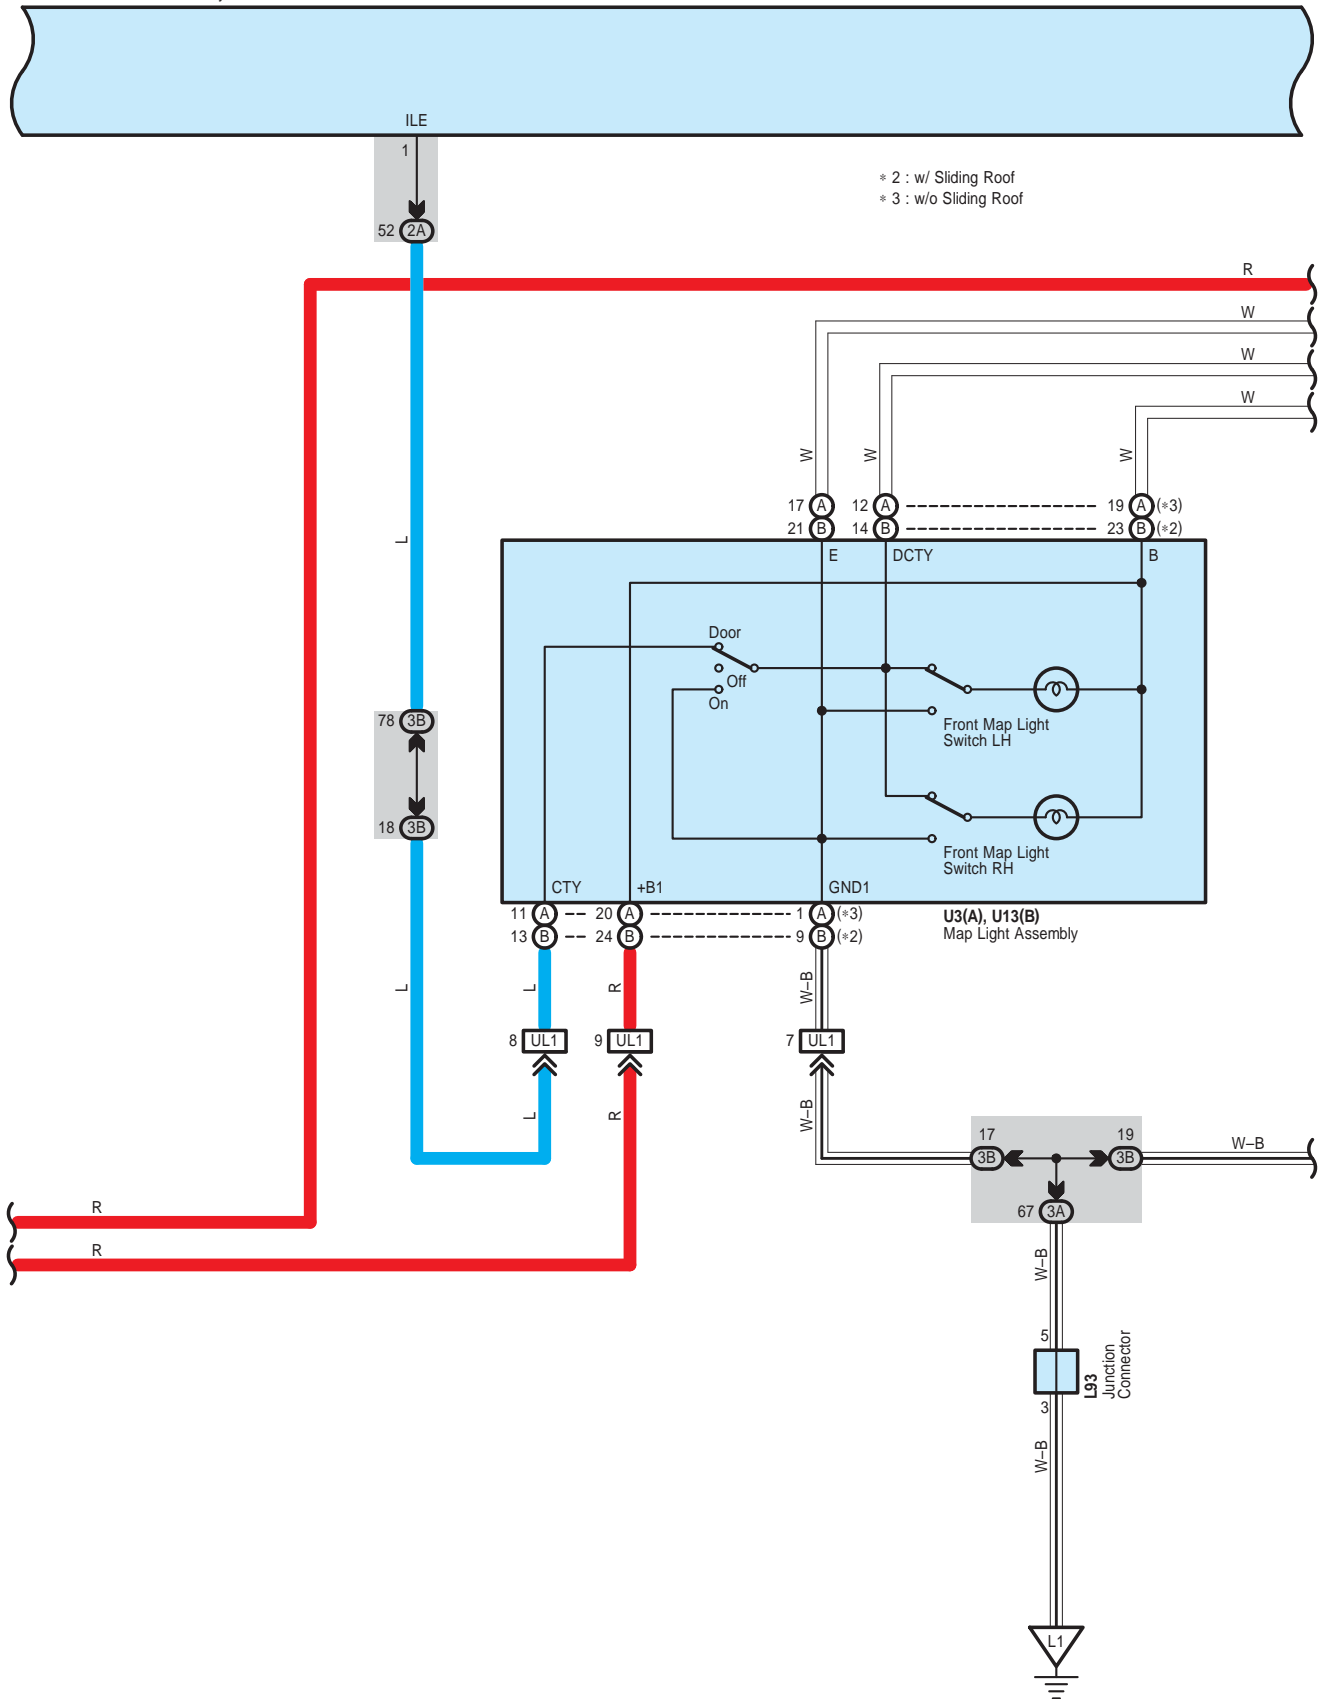 ILE
1
∗ 2 : w/ Sliding Roof
∗ 3 : w/o Sliding Roof
52 2A
R
W
W
W
W
W
W
17 A
12 A
19 A (∗3)
21 B
14 B
23 B (∗2)
L
E
DCTY
B
Door
Off
On
78 3B
Front Map Light
Switch LH
18 3B
Front Map Light
Switch RH
CTY
+B1
GND1
11 A
20 A
1 A (∗3)
13 B
24 B
9 B (∗2)
U3(A), U13(B)
Map Light Assembly
L
L
R
W–B
8 UL1
9 UL1
7 UL1
L
R
W–B
17
19
3B
3B
W–B
67 3A
R
R
W–B
5
L93
Junction
Connector
3
W–B
L1